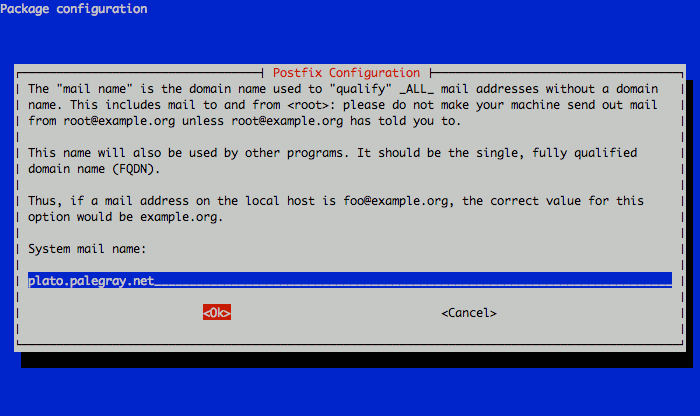 Package configuration
Postfix Configuration
The "mail name" is the domain name used to "qualify" _ALL_ mail addresses without a domain
name. This includes mail to and from <root>: please do not make your machine send out mail
from root@example.org unless root@example.org has told you to.
This name will also be used by other programs. It should be the single, fully qualified
domain name (FQDN).
Thus, if a mail address on the local host is foo@example.org, the correct value for this
option would be example.org.
System mail name:
plato.palegray.net
<Ok> <Cancel>